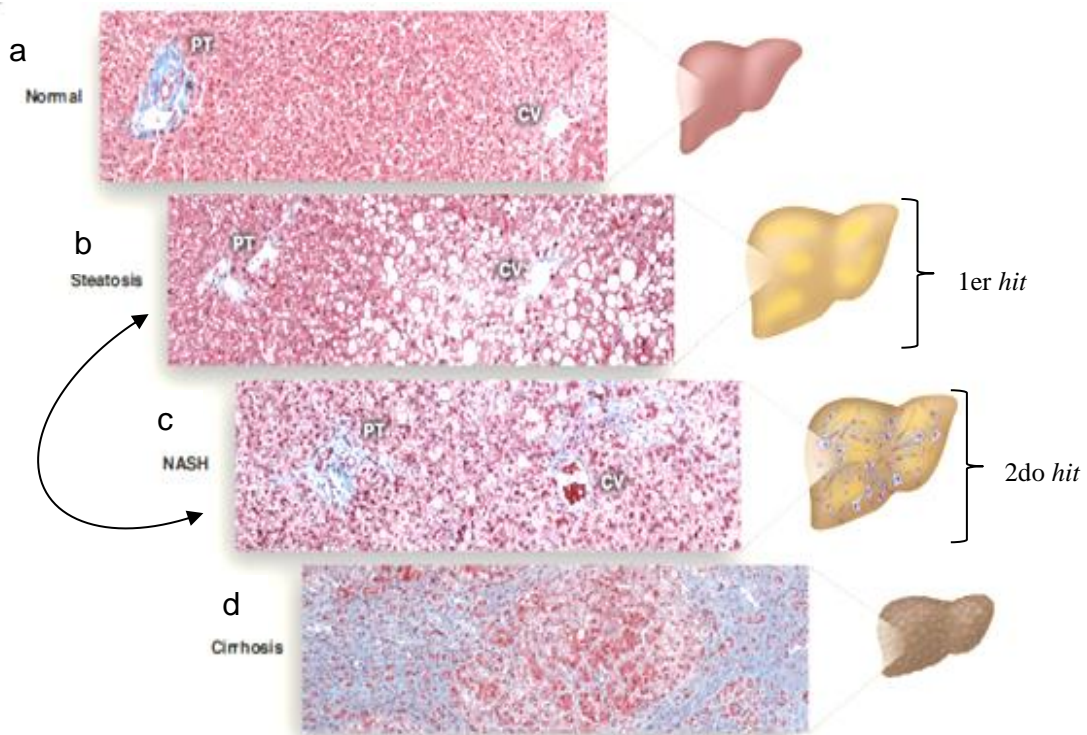 a
PT
Normal
CV
b
PT
Steatosis
CV
1er hit
c
PT
NASH
CV
2do hit
d
Cirrhosis